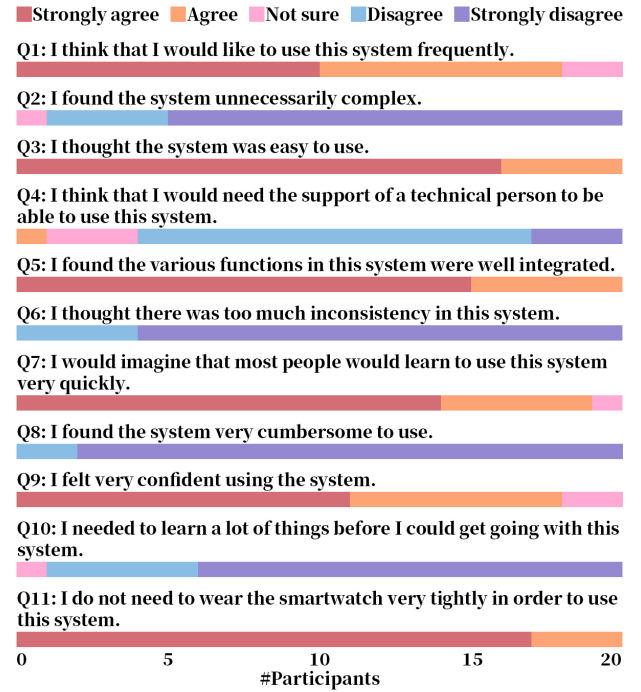 Strongly agree Agree Not sure Disagree Strongly disagree
Q1: I think that I would like to use this system frequently.
Q2: I found the system unnecessarily complex.
Q3: I thought the system was easy to use.
Q4: I think that I would need the support of a technical person to be
able to use this system.
Q5: I found the various functions in this system were well integrated.
Q6: I thought there was too much inconsistency in this system.
Q7: I would imagine that most people would learn to use this system
very quickly.
Q8: I found the system very cumbersome to use.
Q9: I felt very confident using the system.
Q10: I needed to learn a lot of things before I could get going with this
system.
Q11: I do not need to wear the smartwatch very tightly in order to use
this system.
0 5 10 15 20
#Participants